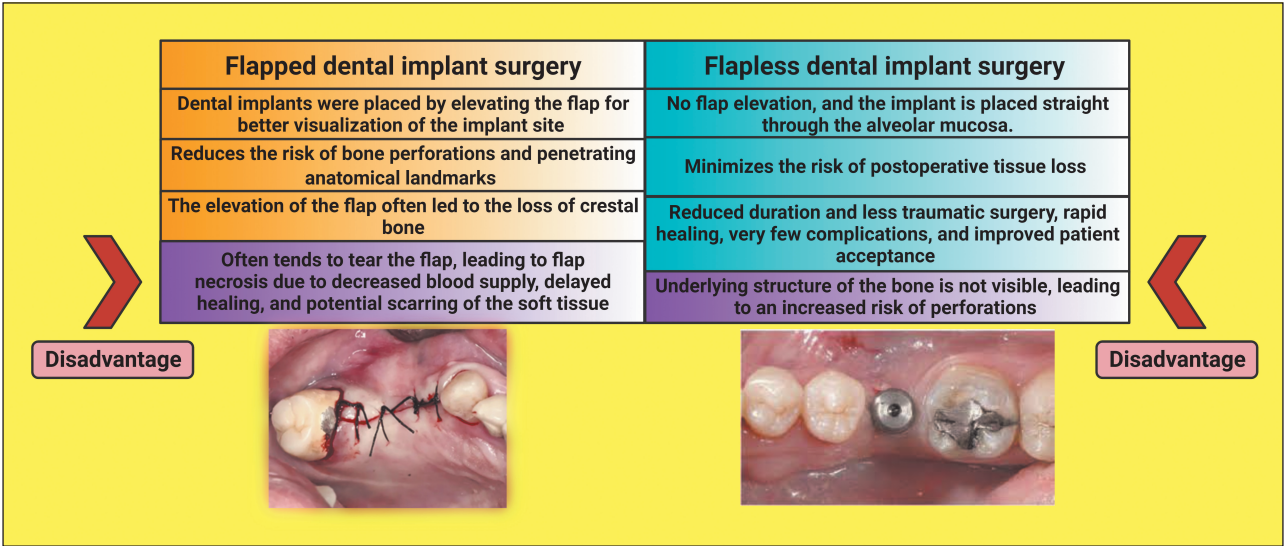 Flapped dental implant surgery
Dental implants were placed by elevating the flap for
better visualization of the implant site
Reduces the risk of bone perforations and penetrating
anatomical landmarks
The elevation of the flap often led to the loss of crestal
bone
Often tends to tear the flap, leading to flap
necrosis due to decreased blood supply, delayed
healing, and potential scarring of the soft tissue
Disadvantage
Flapless dental implant surgery
No flap elevation, and the implant is placed straight
through the alveolar mucosa.
Minimizes the risk of postoperative tissue loss
Reduced duration and less traumatic surgery, rapid
healing, very few complications, and improved patient
acceptance
Underlying structure of the bone is not visible, leading
to an increased risk of perforations
Disadvantage